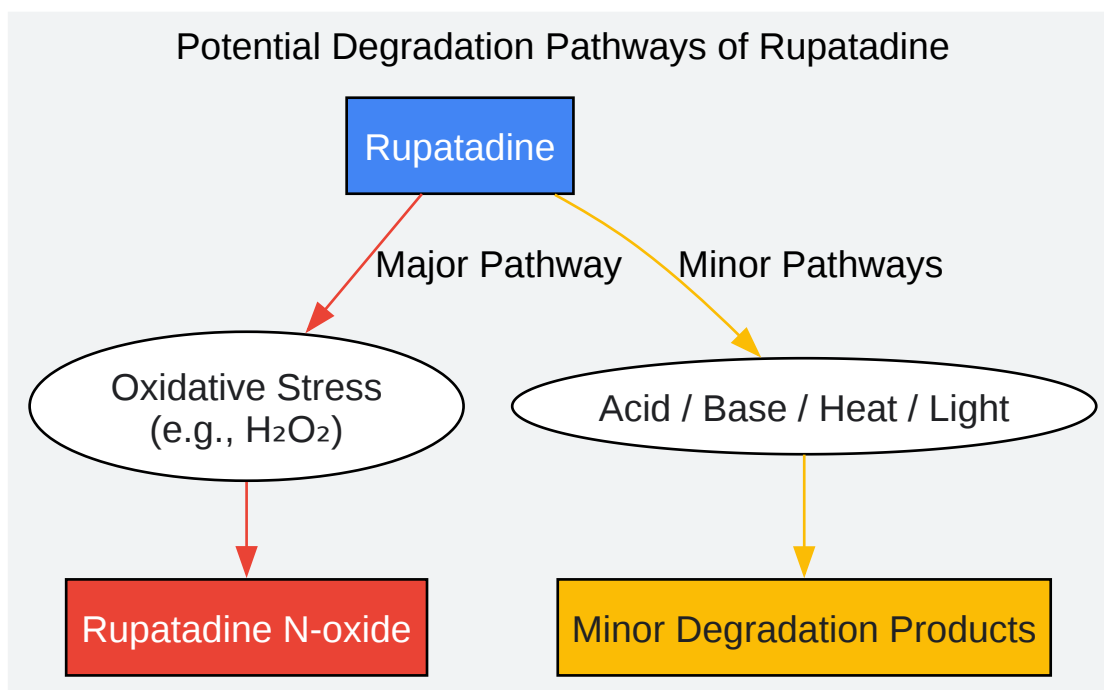 Potential Degradation Pathways of Rupatadine
Rupatadine
Major Pathway
Minor Pathways
Oxidative Stress
(e.g., H₂O₂)
Acid / Base / Heat / Light
Rupatadine N-oxide
Minor Degradation Products